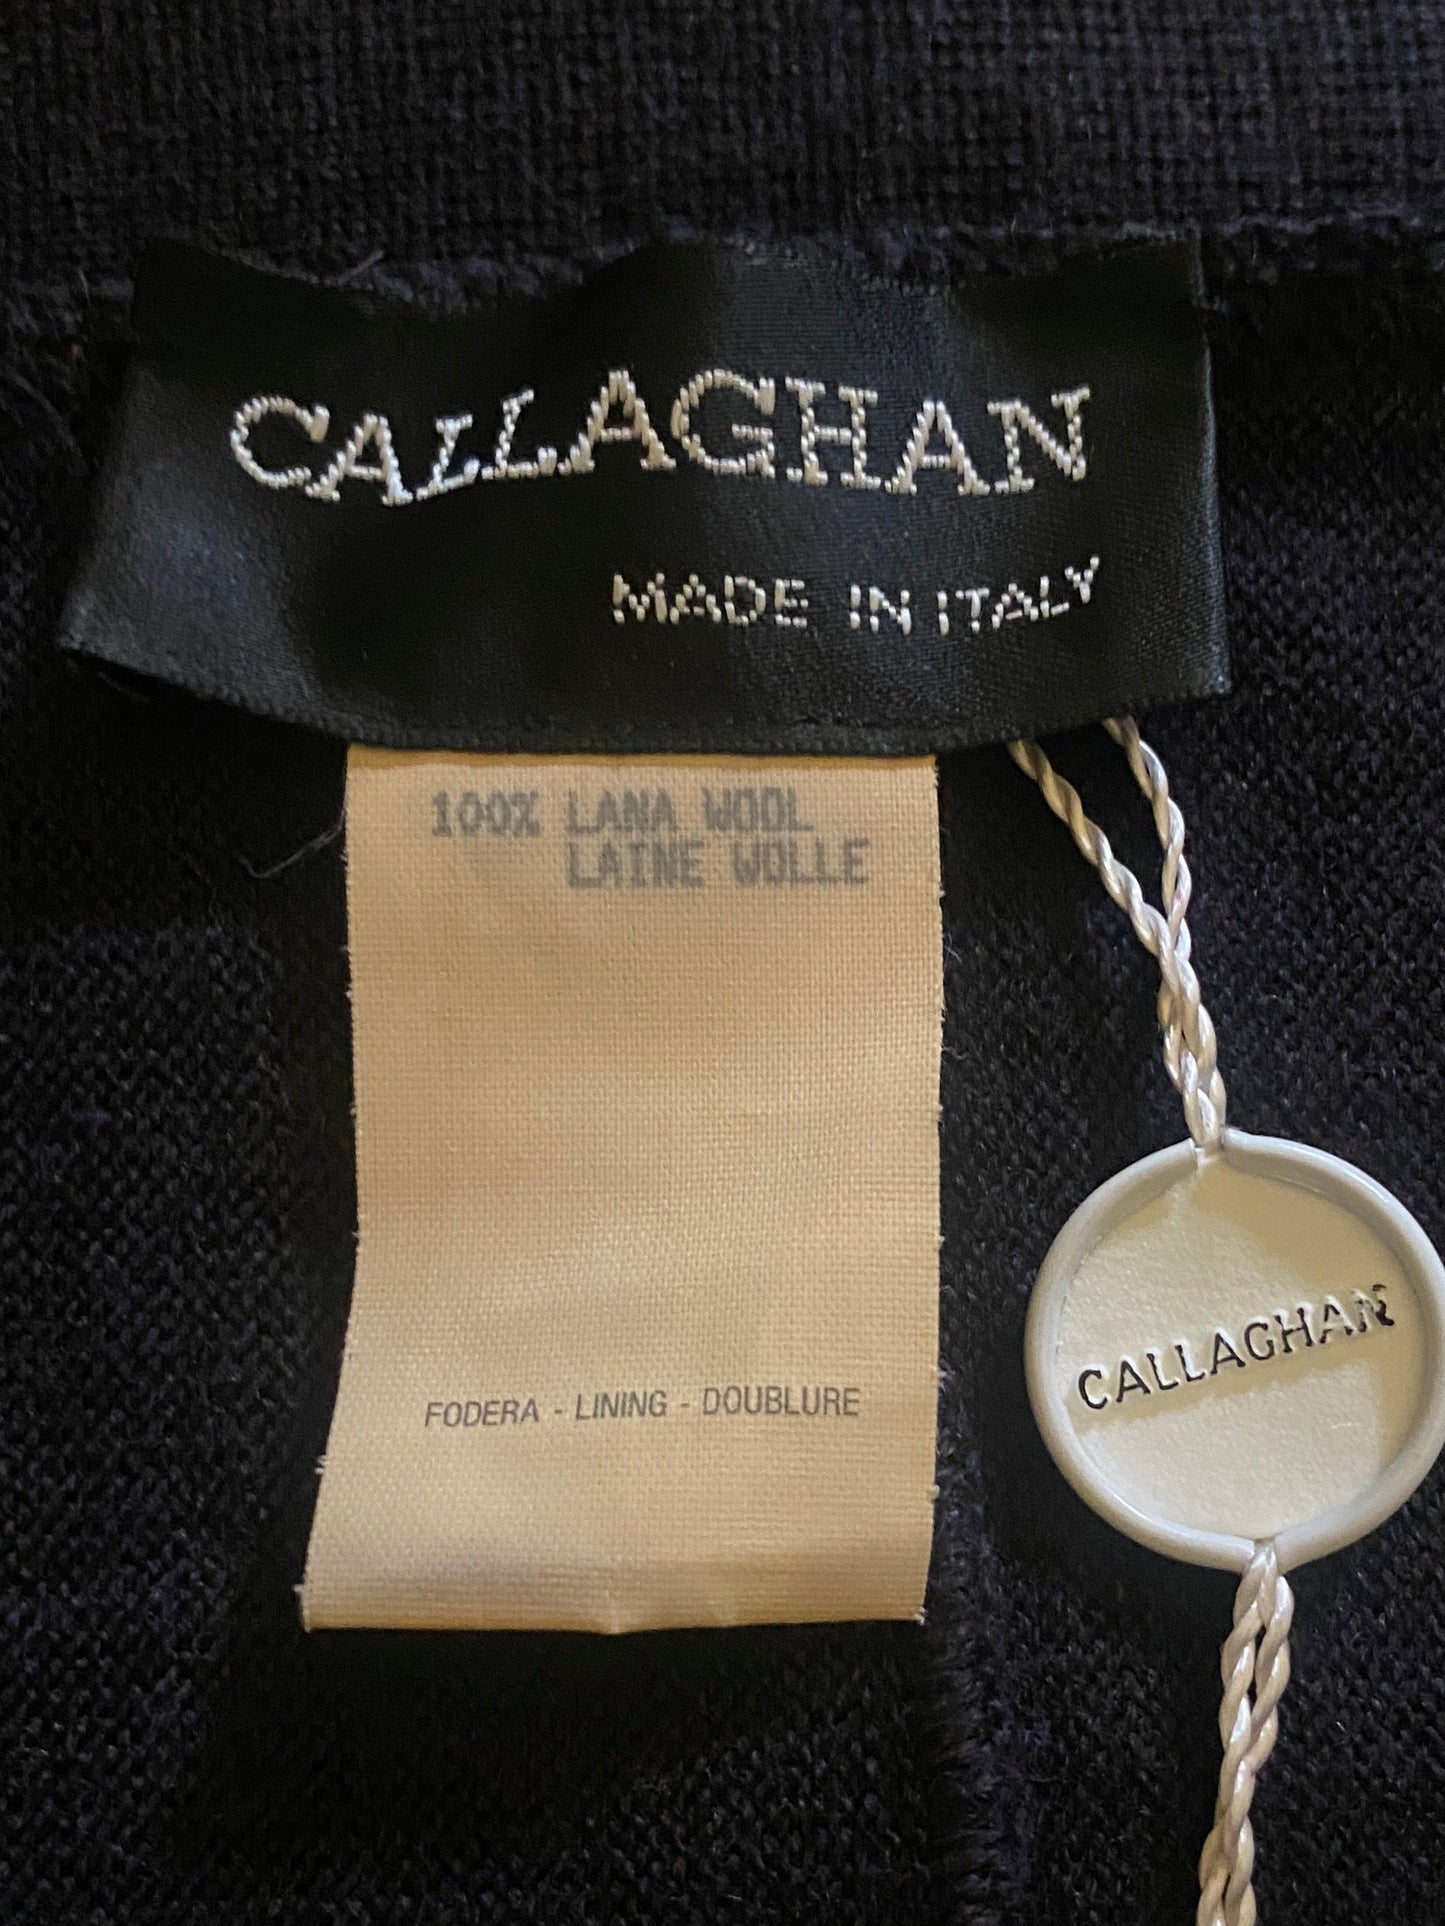 CALLAGHAN
MADE IN ITALY
100% LANA WOOL
LAINE WOLLE
FODERA - LINING - DOUBLURE
CALLAGHAN